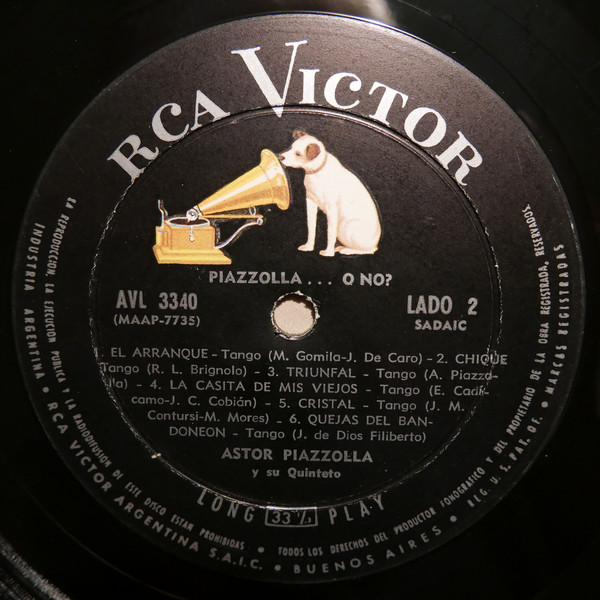 RCA VICTOR
PIAZZOLLA . . . O NO?
AVL 3340
(MAAP-7735)
LADO 2
SADAIC
1. EL ARRANQUE - Tango (M. Gomila-J. De Caro) - 2. CHIQUE
Tango (R. L. Brignolo) - 3. TRIUNFAL - Tango (A. Piazzo-
lla) - 4. LA CASITA DE MIS VIEJOS - Tango (E. Cadí-
camo-J. C. Cobián) - 5. CRISTAL - Tango (J. M.
Contursi-M. Mores) - 6. QUEJAS DEL BAN-
DONEON - Tango (J. de Dios Filiberto)
ASTOR PIAZZOLLA
y su Quinteto
LONG 33 1/3 PLAY
LA REPRODUCCION, LA EJECUCION PUBLICA Y LA RADIODIFUSION DE ESTE DISCO ESTAN PROHIBIDAS • TODOS LOS DERECHOS DEL PRODUCTOR FONOGRAFICO Y DEL PROPIETARIO DE LA OBRA REGISTRADA, RESERVADOS.
INDUSTRIA ARGENTINA • RCA VICTOR ARGENTINA S.A.I.C. • BUENOS AIRES • REG. U. S. PAT. OF. • MARCAS REGISTRADAS